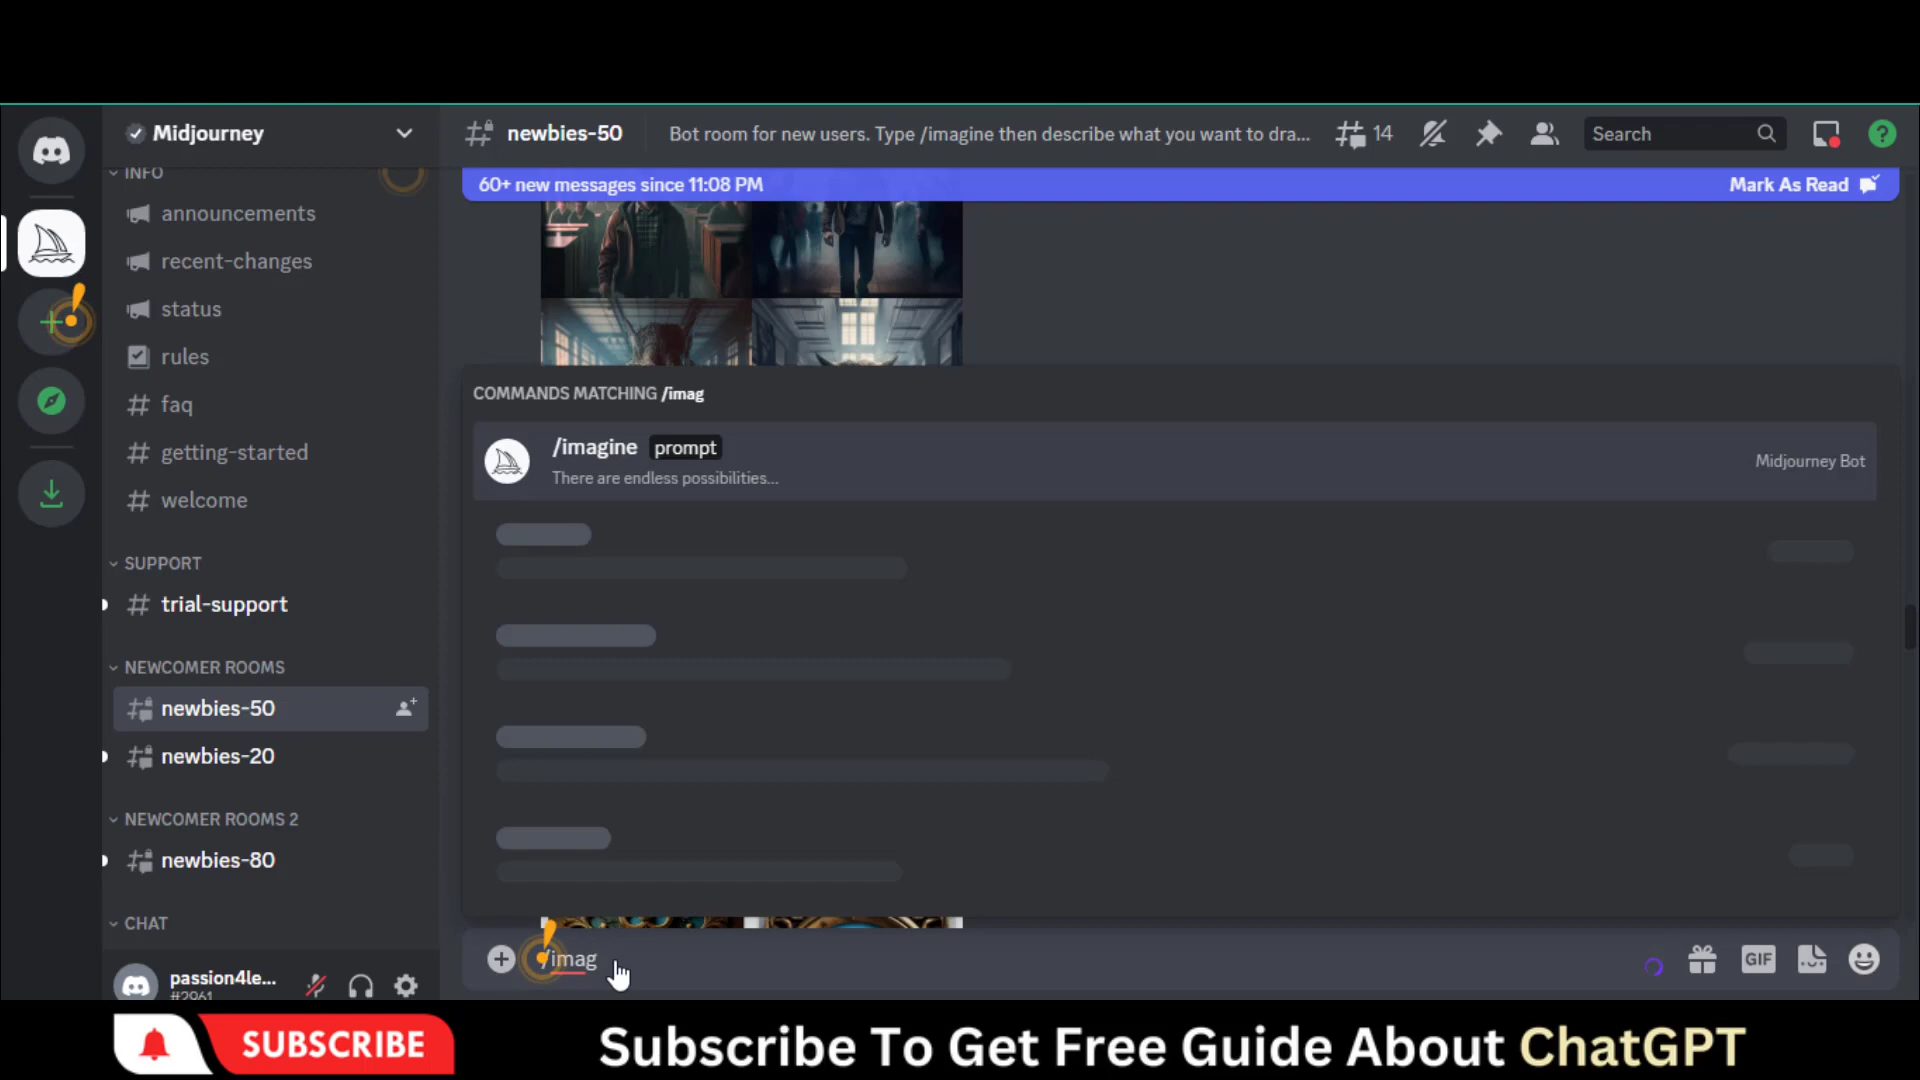 Midjourney
newbies-50
Bot room for new users. Type /imagine then describe what you want to dra...
14
Search
60+ new messages since 11:08 PM
Mark As Read
INFO
announcements
recent-changes
status
rules
faq
getting-started
welcome
SUPPORT
trial-support
NEWCOMER ROOMS
newbies-50
newbies-20
NEWCOMER ROOMS 2
newbies-80
CHAT
passion4le...
#2961
COMMANDS MATCHING /imag
/imagine prompt
There are endless possibilities...
Midjourney Bot
/imag
GIF
SUBSCRIBE
Subscribe To Get Free Guide About ChatGPT